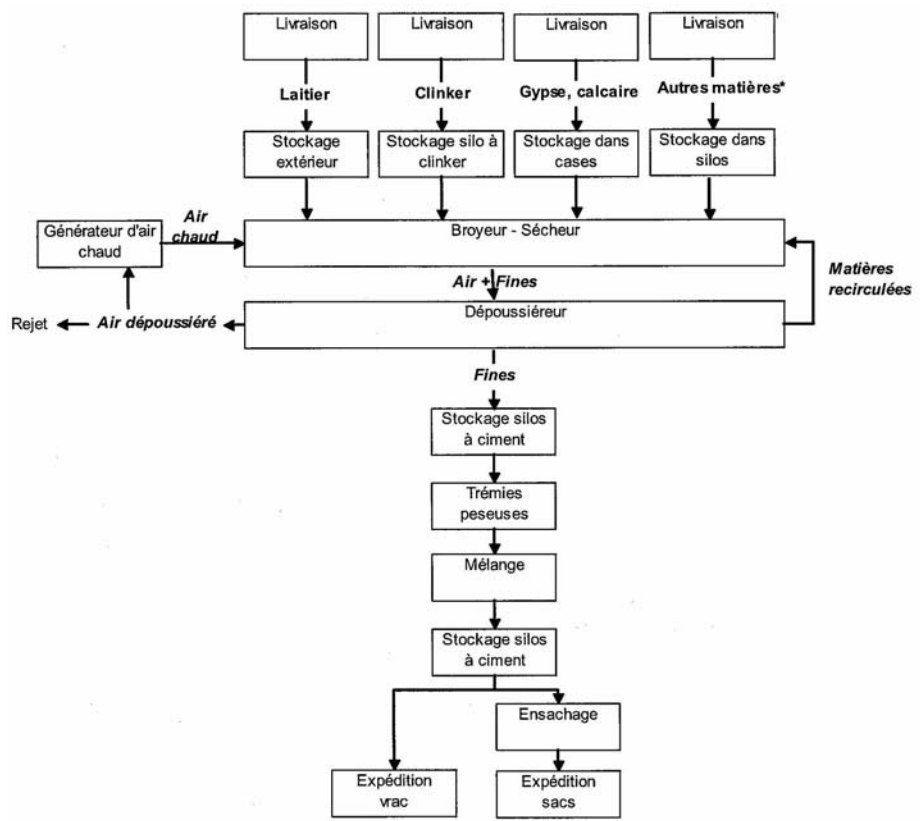 Livraison
Livraison
Livraison
Livraison
Laitier
Clinker
Gypse, calcaire
Autres matières*
Stockage
extérieur
Stockage silo à
clinker
Stockage dans
cases
Stockage dans
silos
Générateur d'air
chaud
Air
chaud
Broyeur - Sécheur
Matières
recirculées
Air + Fines
Rejet
Air dépoussiéré
Dépoussiéreur
Fines
Stockage silos
à ciment
Trémies
peseuses
Mélange
Stockage silos
à ciment
Ensachage
Expédition
vrac
Expédition
sacs